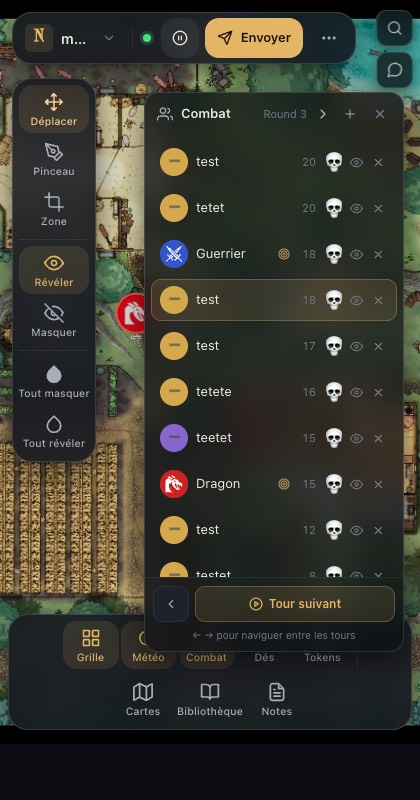 N m... Envoyer
Déplacer
Pinceau
Zone
Révéler
Masquer
Tout masquer
Tout révéler
Combat Round 3
test 20
tetet 20
Guerrier 18
test 18
test 17
tetete 16
teetet 15
Dragon 15
test 12
testet 8
Tour suivant
← → pour naviguer entre les tours
Grille Météo Combat Dés Tokens
Cartes Bibliothèque Notes